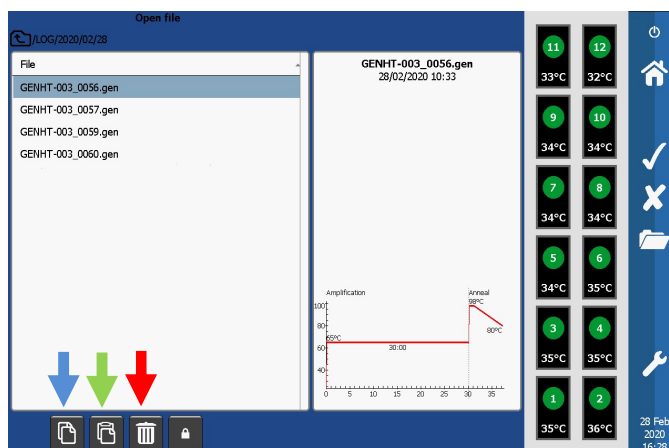 Open file
/LOG/2020/02/28
File
GENHT-003_0056.gen
GENHT-003_0057.gen
GENHT-003_0059.gen
GENHT-003_0060.gen
GENHT-003_0056.gen
28/02/2020 10:33
Amplification
Anneal
98°C
100
80
80°C
65°C
30:00
60
40
0 5 10 15 20 25 30 35
11 12
33°C 32°C
9 10
34°C 34°C
7 8
34°C 34°C
5 6
34°C 35°C
3 4
35°C 35°C
1 2
35°C 36°C
28 Feb
2020
16:28